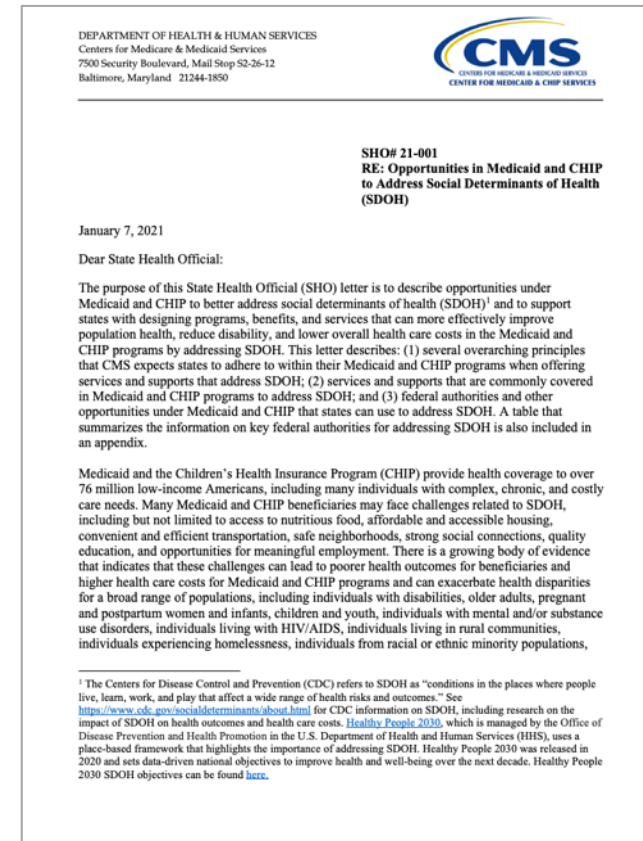 DEPARTMENT OF HEALTH & HUMAN SERVICES
Centers for Medicare & Medicaid Services
7500 Security Boulevard, Mail Stop S2-26-12
Baltimore, Maryland 21244-1850
CMS
CENTERS FOR MEDICARE & MEDICAID SERVICES
CENTER FOR MEDICAID & CHIP SERVICES
SHO# 21-001
RE: Opportunities in Medicaid and CHIP
to Address Social Determinants of Health
(SDOH)
January 7, 2021
Dear State Health Official:
The purpose of this State Health Official (SHO) letter is to describe opportunities under
Medicaid and CHIP to better address social determinants of health (SDOH)¹ and to support
states with designing programs, benefits, and services that can more effectively improve
population health, reduce disability, and lower overall health care costs in the Medicaid and
CHIP programs by addressing SDOH. This letter describes: (1) several overarching principles
that CMS expects states to adhere to within their Medicaid and CHIP programs when offering
services and supports that address SDOH; (2) services and supports that are commonly covered
in Medicaid and CHIP programs to address SDOH; and (3) federal authorities and other
opportunities under Medicaid and CHIP that states can use to address SDOH. A table that
summarizes the information on key federal authorities for addressing SDOH is also included in
an appendix.
Medicaid and the Children's Health Insurance Program (CHIP) provide health coverage to over
76 million low-income Americans, including many individuals with complex, chronic, and costly
care needs. Many Medicaid and CHIP beneficiaries may face challenges related to SDOH,
including but not limited to access to nutritious food, affordable and accessible housing,
convenient and efficient transportation, safe neighborhoods, strong social connections, quality
education, and opportunities for meaningful employment. There is a growing body of evidence
that indicates that these challenges can lead to poorer health outcomes for beneficiaries and
higher health care costs for Medicaid and CHIP programs and can exacerbate health disparities
for a broad range of populations, including individuals with disabilities, older adults, pregnant
and postpartum women and infants, children and youth, individuals with mental and/or substance
use disorders, individuals living with HIV/AIDS, individuals living in rural communities,
individuals experiencing homelessness, individuals from racial or ethnic minority populations,
¹ The Centers for Disease Control and Prevention (CDC) refers to SDOH as "conditions in the places where people
live, learn, work, and play that affect a wide range of health risks and outcomes." See
https://www.cdc.gov/socialdeterminants/about.html for CDC information on SDOH, including research on the
impact of SDOH on health outcomes and health care costs. Healthy People 2030, which is managed by the Office of
Disease Prevention and Health Promotion in the U.S. Department of Health and Human Services (HHS), uses a
place-based framework that highlights the importance of addressing SDOH. Healthy People 2030 was released in
2020 and sets data-driven national objectives to improve health and well-being over the next decade. Healthy People
2030 SDOH objectives can be found here.